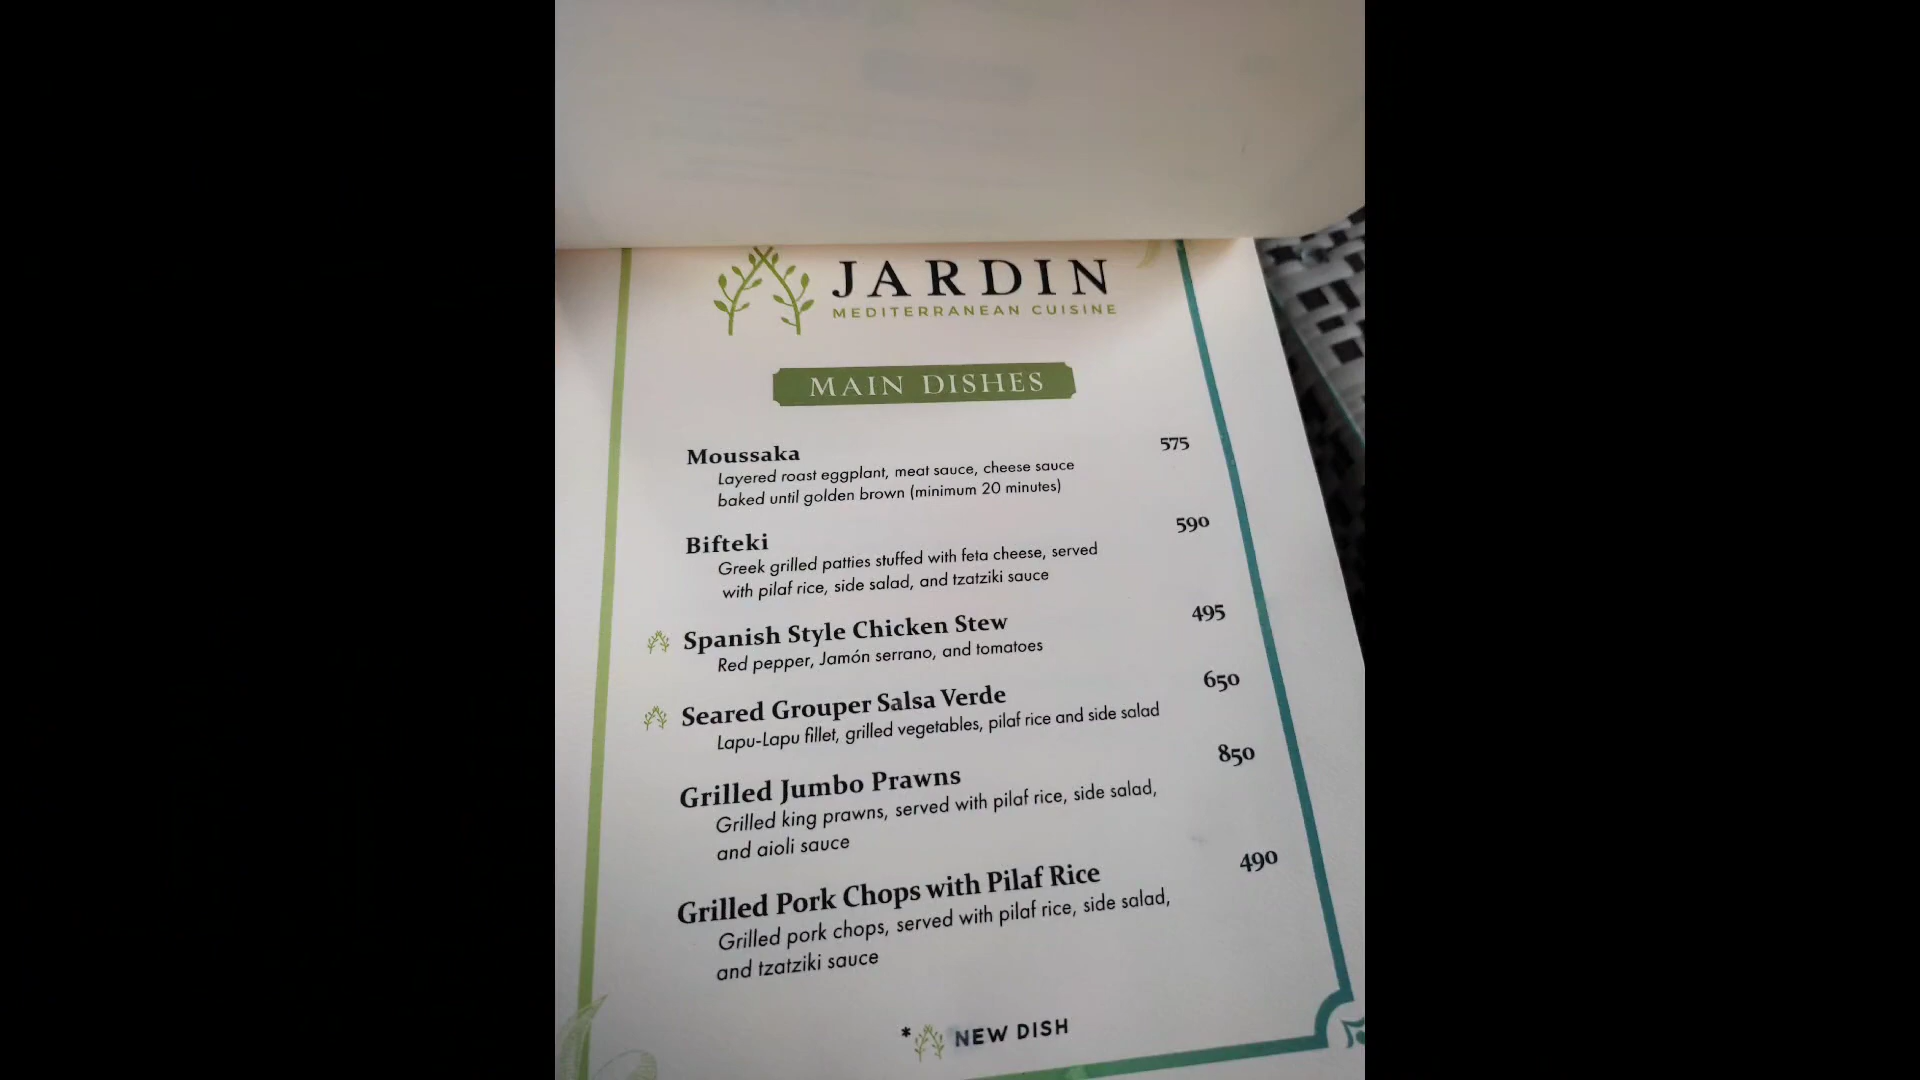 JARDIN
MEDITERRANEAN CUISINE
MAIN DISHES
Moussaka 575
Layered roast eggplant, meat sauce, cheese sauce
baked until golden brown (minimum 20 minutes)
Bifteki 590
Greek grilled patties stuffed with feta cheese, served
with pilaf rice, side salad, and tzatziki sauce
Spanish Style Chicken Stew 495
Red pepper, Jamón serrano, and tomatoes
Seared Grouper Salsa Verde 650
Lapu-Lapu fillet, grilled vegetables, pilaf rice and side salad
Grilled Jumbo Prawns 850
Grilled king prawns, served with pilaf rice, side salad,
and aioli sauce
Grilled Pork Chops with Pilaf Rice 490
Grilled pork chops, served with pilaf rice, side salad,
and tzatziki sauce
* NEW DISH